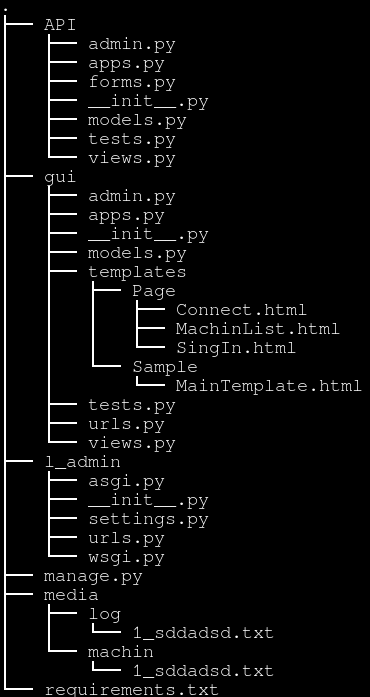 .
API
admin.py
apps.py
forms.py
__init__.py
models.py
tests.py
views.py
gui
admin.py
apps.py
__init__.py
models.py
templates
Page
Connect.html
MachinList.html
SingIn.html
Sample
MainTemplate.html
tests.py
urls.py
views.py
l_admin
asgi.py
__init__.py
settings.py
urls.py
wsgi.py
manage.py
media
log
1_sddadsd.txt
machin
1_sddadsd.txt
requirements.txt